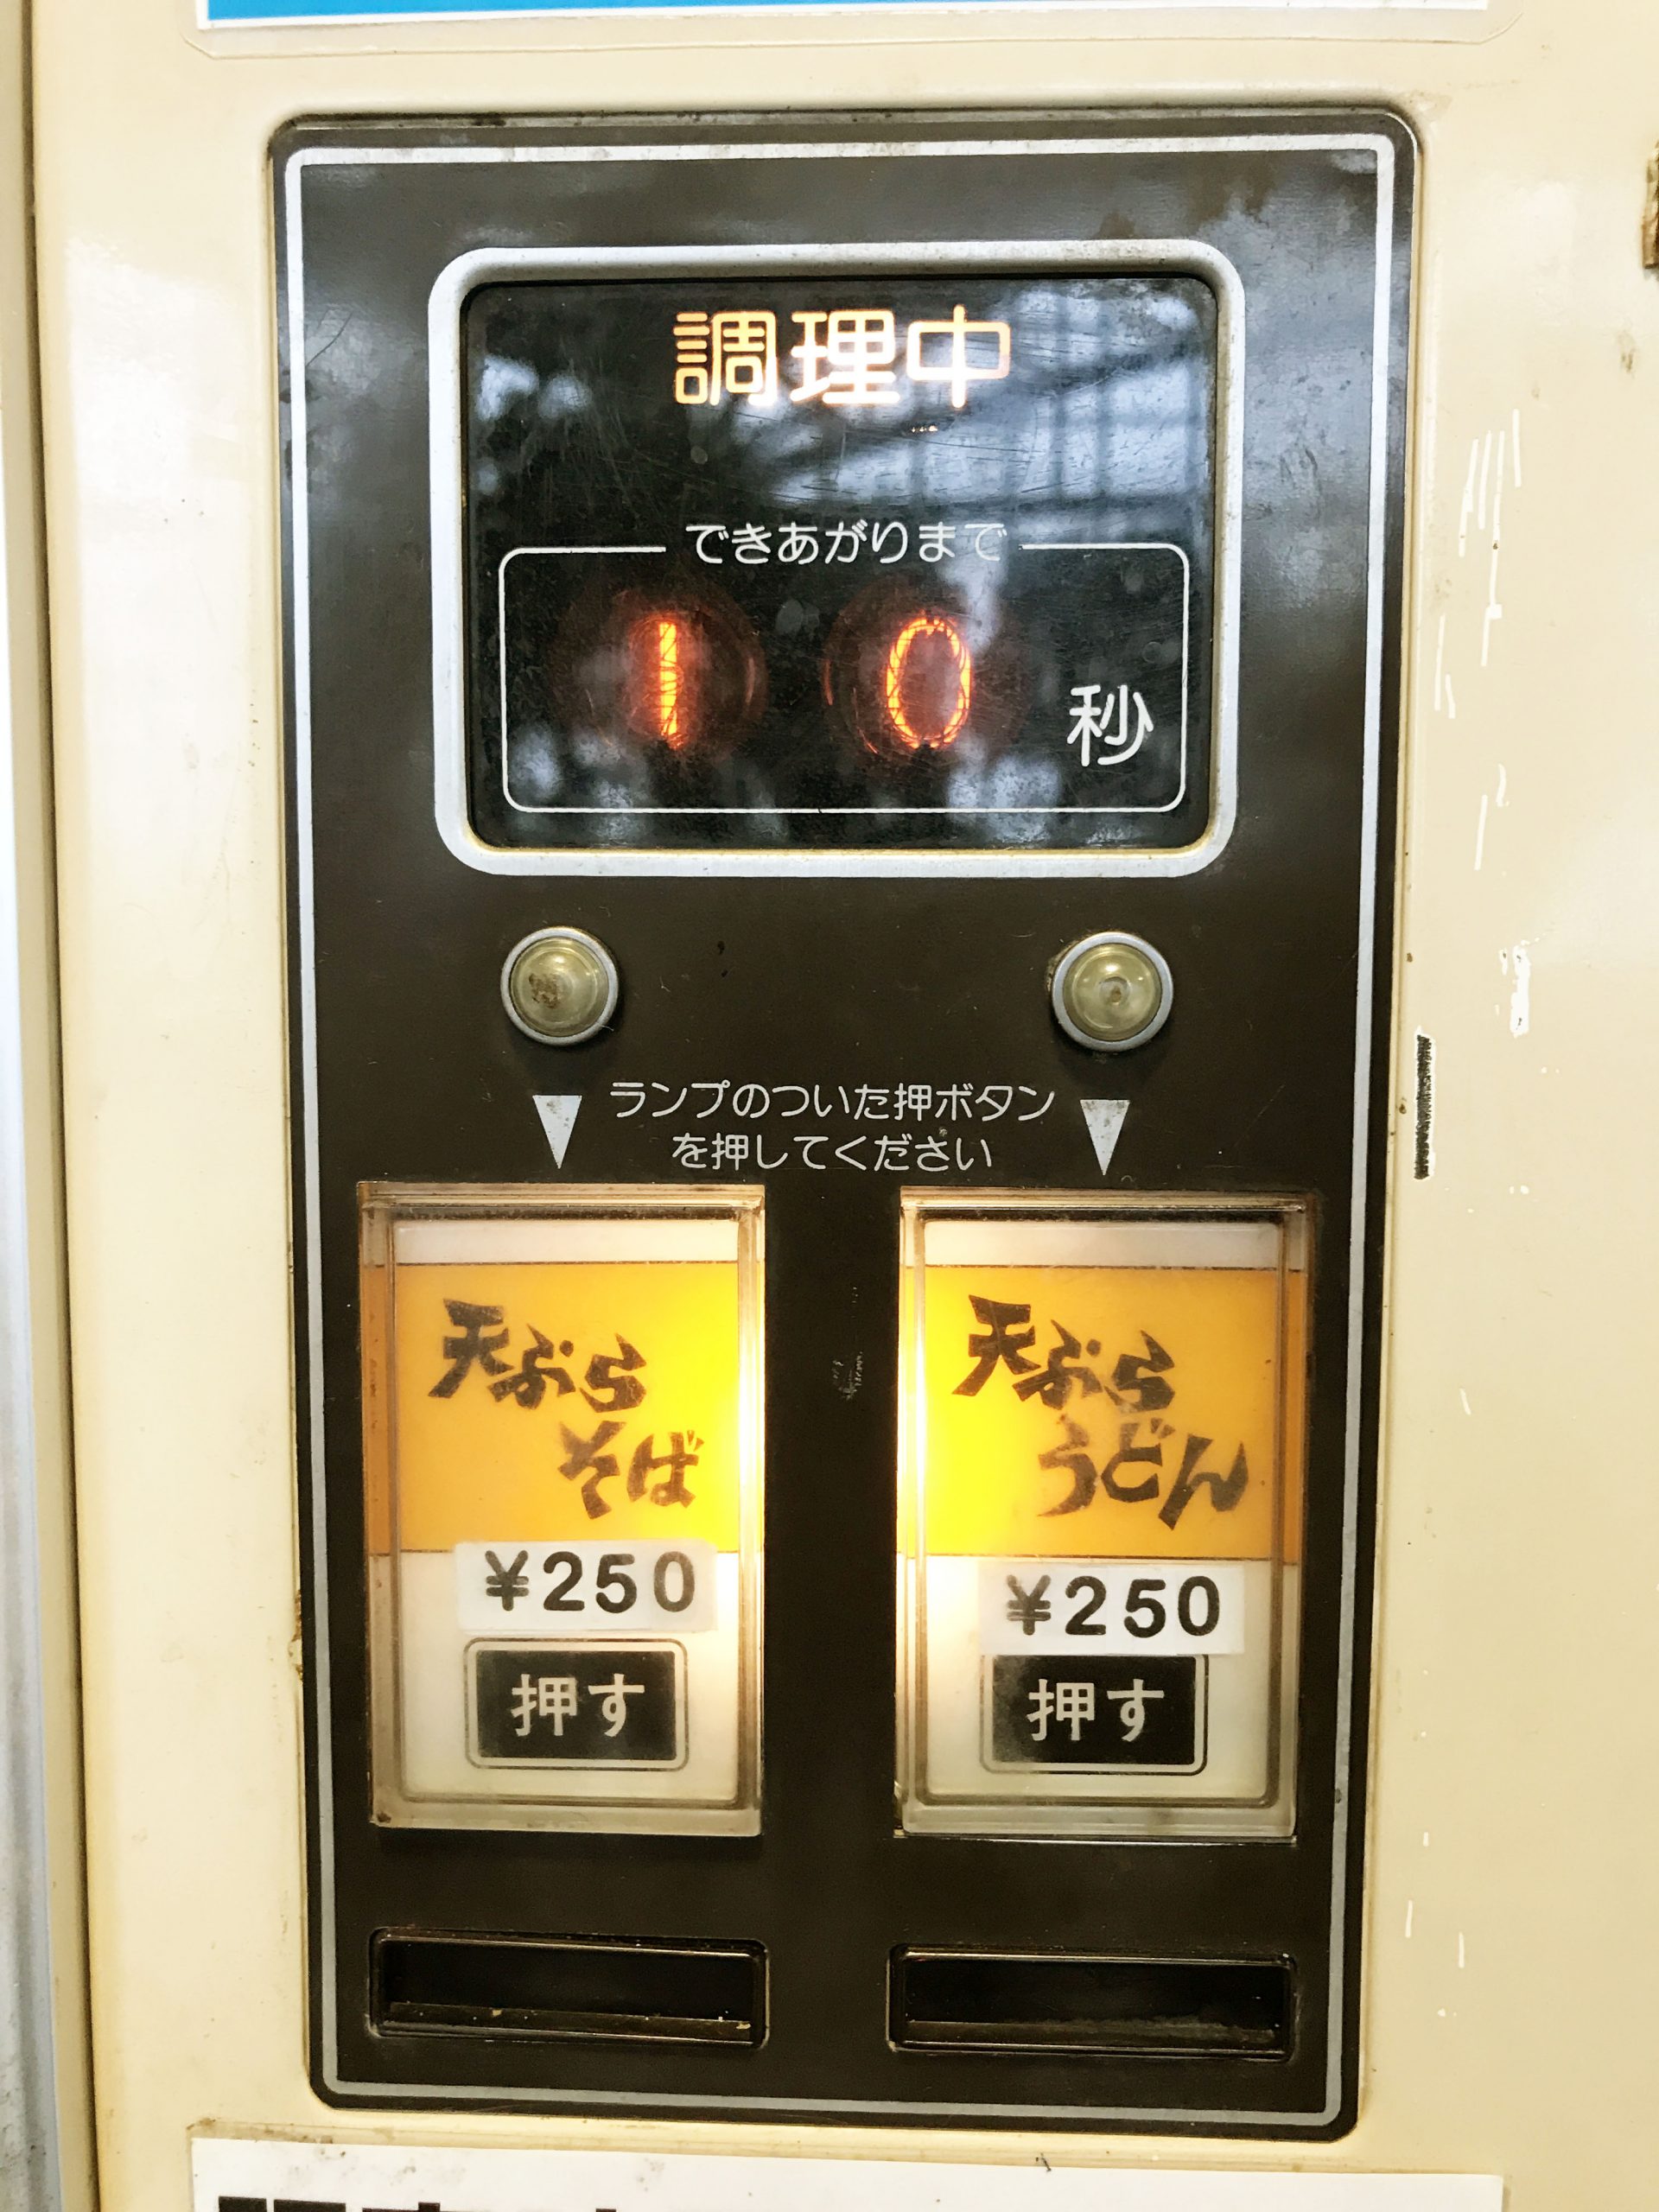 調理中
できあがりまで
10 秒
ランプのついた押ボタン
を押してください
天ぷら
そば
¥250
押す
天ぷら
うどん
¥250
押す